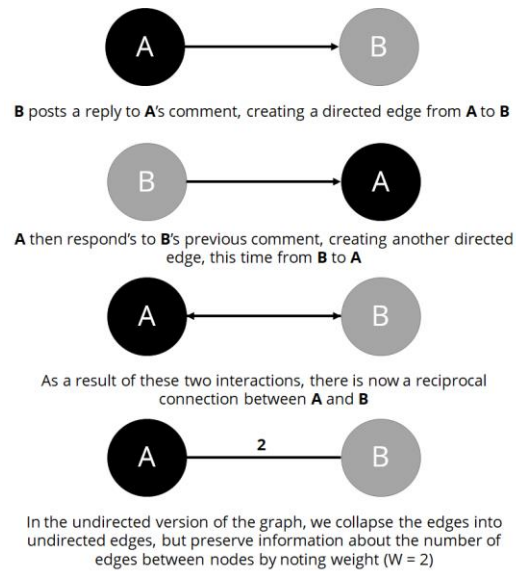 A B
B posts a reply to A's comment, creating a directed edge from A to B
B A
A then respond's to B's previous comment, creating another directed
edge, this time from B to A
A B
As a result of these two interactions, there is now a reciprocal
connection between A and B
A 2 B
In the undirected version of the graph, we collapse the edges into
undirected edges, but preserve information about the number of
edges between nodes by noting weight (W = 2)